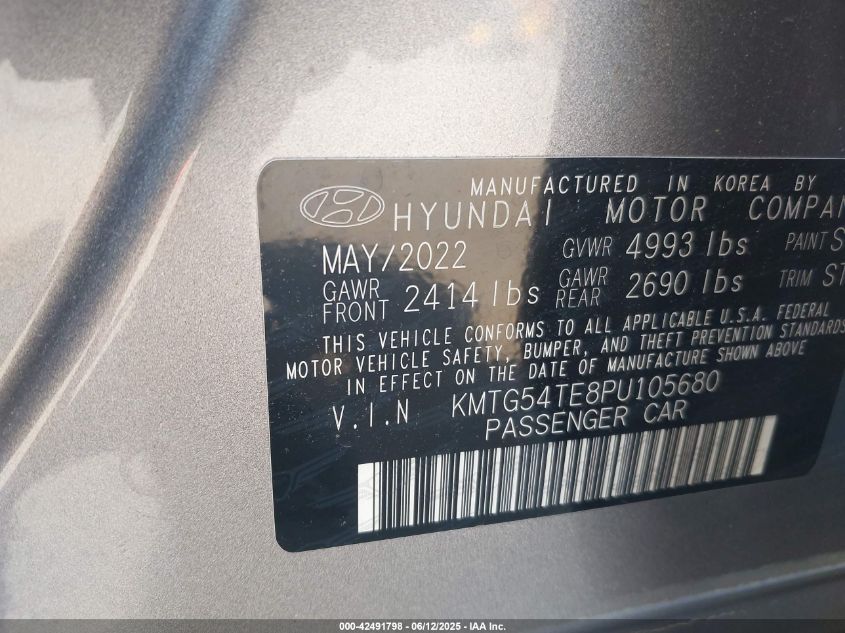 MANUFACTURED IN KOREA BY
HYUNDAI MOTOR
MAY/2022 GVWR 4993 lbs PAINT
GAWR FRONT 2414 lbs GAWR REAR 2690 lbs TRIM
THIS VEHICLE CONFORMS TO ALL APPLICABLE U.S.A. FEDERAL
MOTOR VEHICLE SAFETY, BUMPER, AND THEFT PREVENTION STANDARDS
IN EFFECT ON THE DATE OF MANUFACTURE SHOWN ABOVE
V.I.N KMTG54TE8PU105680
PASSENGER CAR
000-42491798 - 06/12/2025 - IAA Inc.